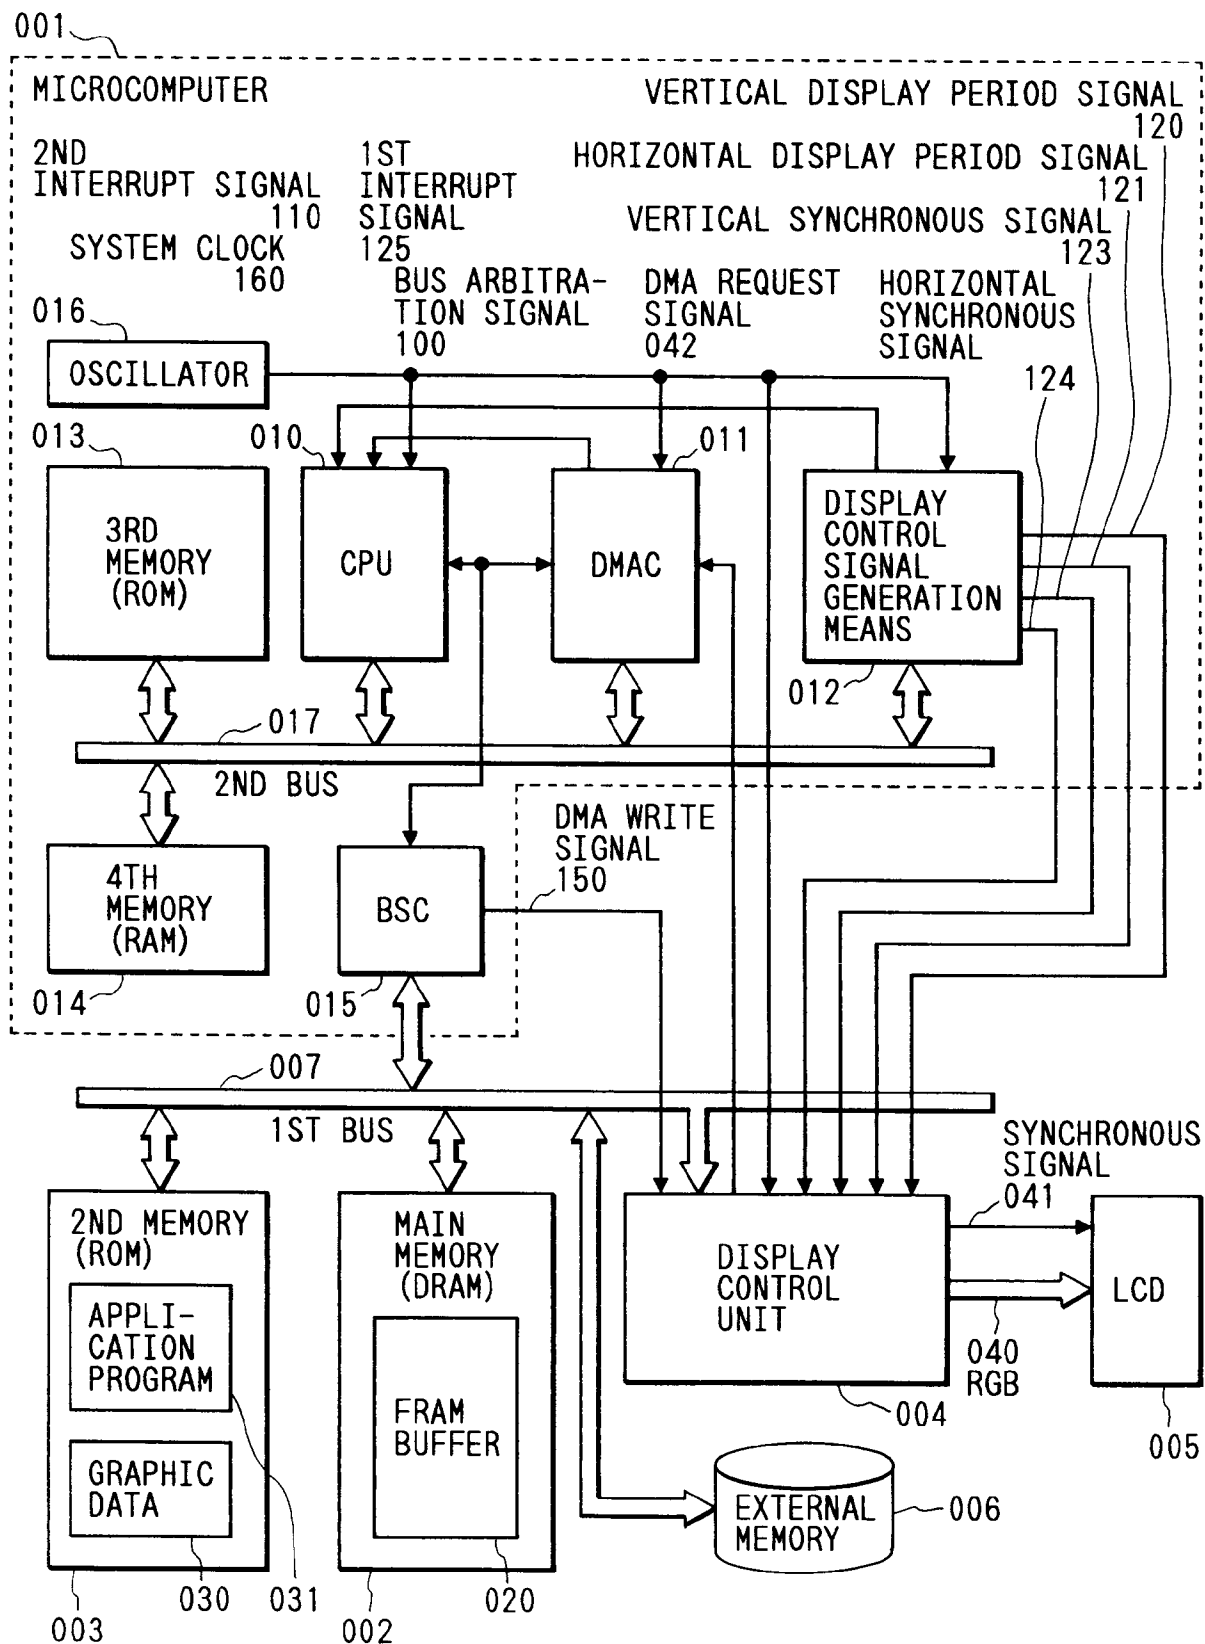 001
MICROCOMPUTER
VERTICAL DISPLAY PERIOD SIGNAL
120
2ND
INTERRUPT SIGNAL
110
1ST
INTERRUPT
SIGNAL
125
HORIZONTAL DISPLAY PERIOD SIGNAL
121
VERTICAL SYNCHRONOUS SIGNAL
123
SYSTEM CLOCK
160
BUS ARBITRA-
TION SIGNAL
100
DMA REQUEST
SIGNAL
042
HORIZONTAL
SYNCHRONOUS
SIGNAL
124
016
OSCILLATOR
013
010
011
3RD
MEMORY
(ROM)
CPU
DMAC
DISPLAY
CONTROL
SIGNAL
GENERATION
MEANS
012
017
2ND BUS
4TH
MEMORY
(RAM)
014
BSC
015
DMA WRITE
SIGNAL
150
007
1ST BUS
SYNCHRONOUS
SIGNAL
041
2ND MEMORY
(ROM)
APPLI-
CATION
PROGRAM
GRAPHIC
DATA
MAIN
MEMORY
(DRAM)
FRAM
BUFFER
DISPLAY
CONTROL
UNIT
LCD
040
RGB
004
005
EXTERNAL
MEMORY
006
003
030
031
002
020